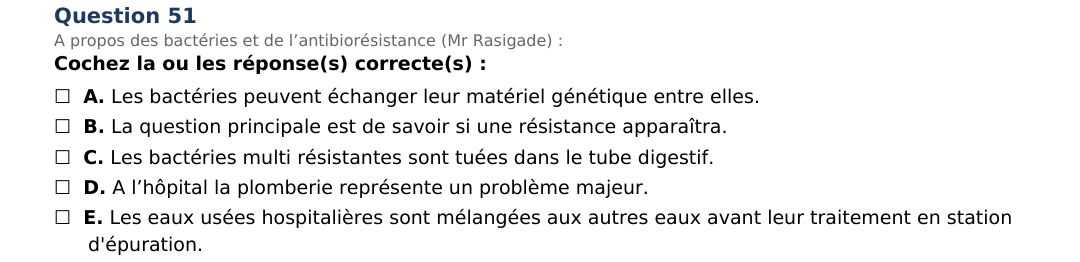 Question 51
A propos des bactéries et de l’antibiorésistance (Mr Rasigade) :
Cochez la ou les réponse(s) correcte(s) :
☐ A. Les bactéries peuvent échanger leur matériel génétique entre elles.
☐ B. La question principale est de savoir si une résistance apparaîtra.
☐ C. Les bactéries multi résistantes sont tuées dans le tube digestif.
☐ D. A l’hôpital la plomberie représente un problème majeur.
☐ E. Les eaux usées hospitalières sont mélangées aux autres eaux avant leur traitement en station
d'épuration.